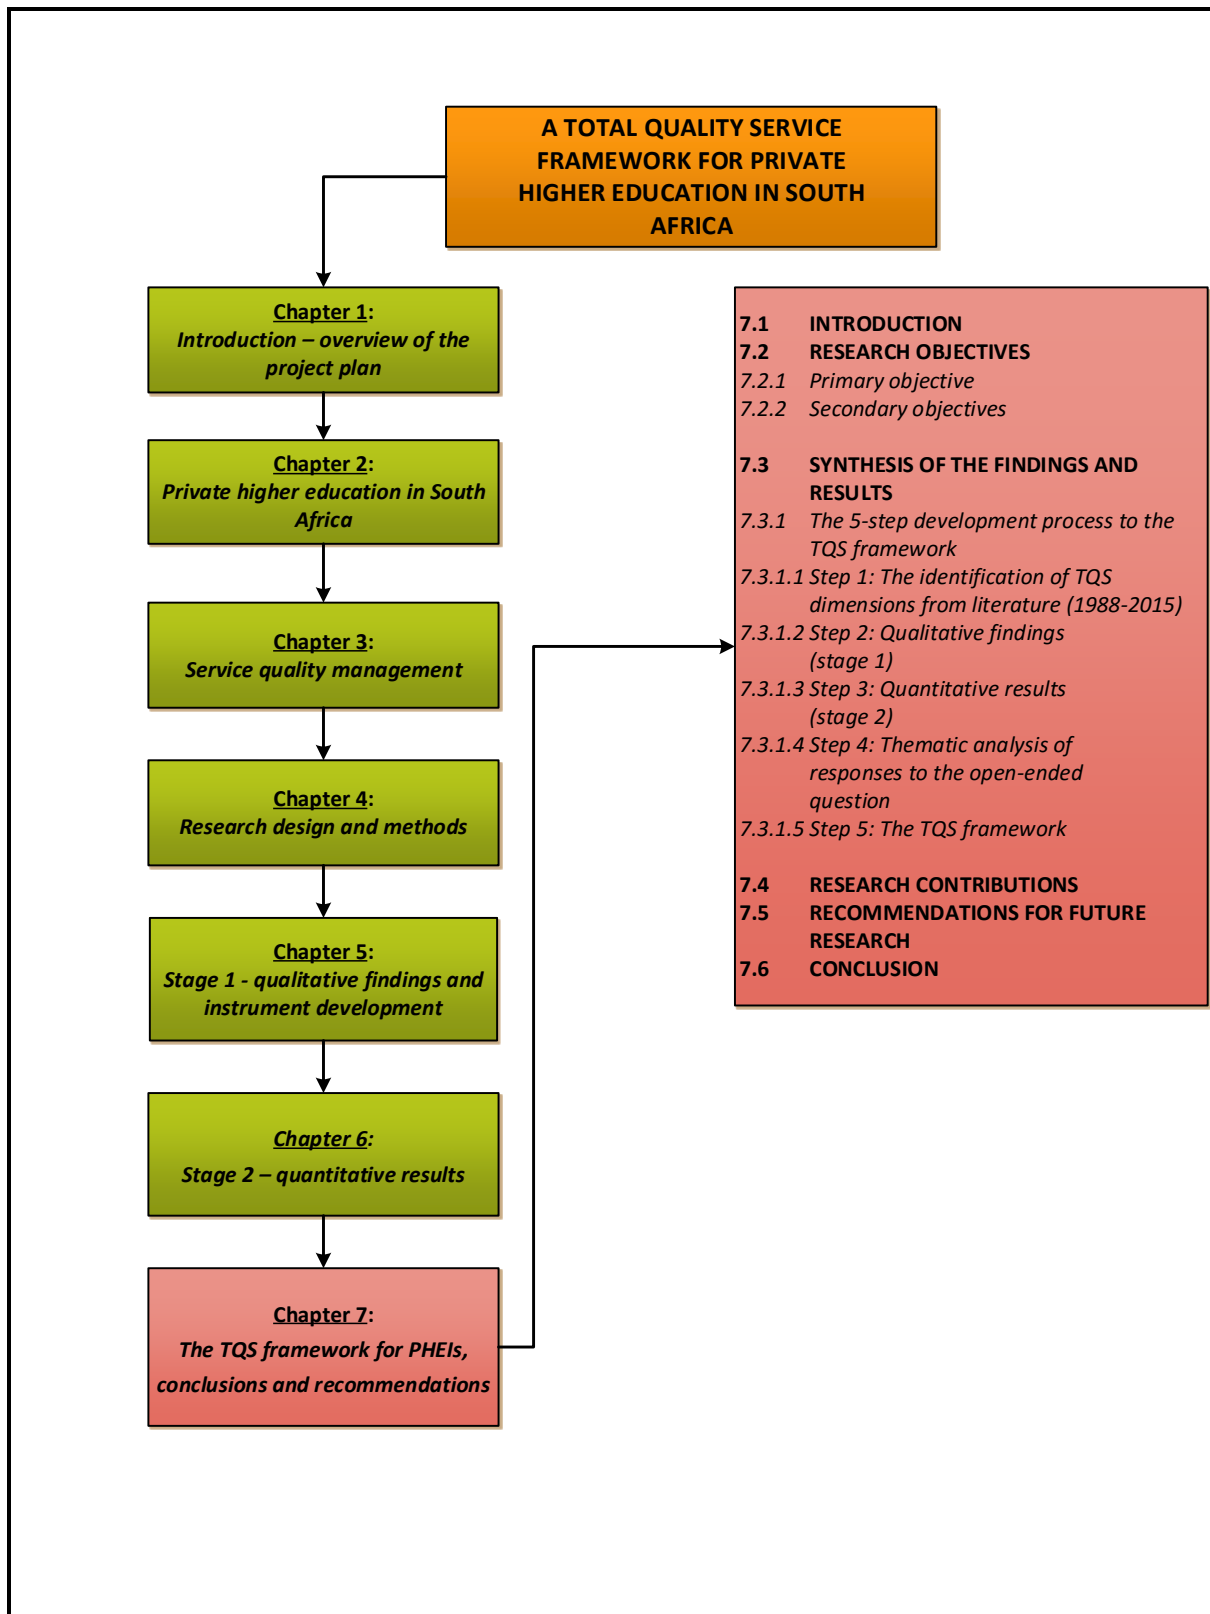 A TOTAL QUALITY SERVICE
FRAMEWORK FOR PRIVATE
HIGHER EDUCATION IN SOUTH
AFRICA
Chapter 1:
Introduction – overview of the
project plan
Chapter 2:
Private higher education in South
Africa
Chapter 3:
Service quality management
Chapter 4:
Research design and methods
Chapter 5:
Stage 1 - qualitative findings and
instrument development
Chapter 6:
Stage 2 – quantitative results
Chapter 7:
The TQS framework for PHEIs,
conclusions and recommendations
7.1 INTRODUCTION
7.2 RESEARCH OBJECTIVES
7.2.1 Primary objective
7.2.2 Secondary objectives
7.3 SYNTHESIS OF THE FINDINGS AND
RESULTS
7.3.1 The 5-step development process to the
TQS framework
7.3.1.1 Step 1: The identification of TQS
dimensions from literature (1988-2015)
7.3.1.2 Step 2: Qualitative findings
(stage 1)
7.3.1.3 Step 3: Quantitative results
(stage 2)
7.3.1.4 Step 4: Thematic analysis of
responses to the open-ended
question
7.3.1.5 Step 5: The TQS framework
7.4 RESEARCH CONTRIBUTIONS
7.5 RECOMMENDATIONS FOR FUTURE
RESEARCH
7.6 CONCLUSION